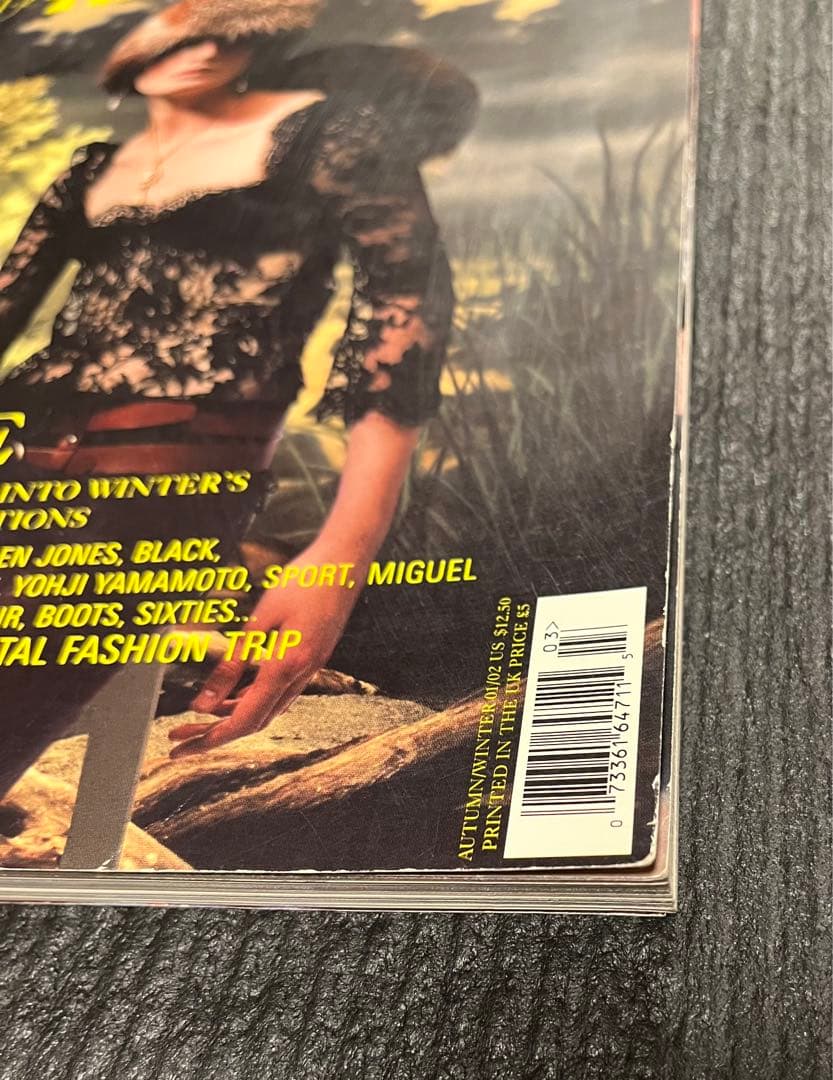 INTO WINTER'S
TIONS
EN JONES, BLACK,
, YOHJI YAMAMOTO, SPORT, MIGUEL
IR, BOOTS, SIXTIES...
TAL FASHION TRIP
AUTUMN/WINTER 01/02 US $12.50
PRINTED IN THE UK PRICE £5
03>
0 73361 64711 5